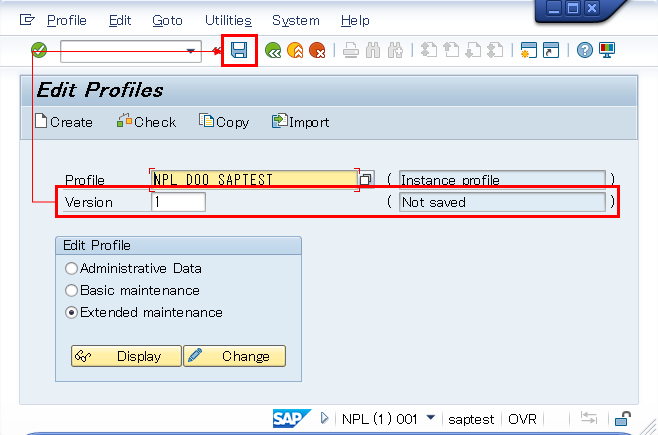 Profile Edit Goto Utilities System Help
Edit Profiles
Create Check Copy Import
Profile NPL_D00_SAPTEST ( Instance profile )
Version 1 ( Not saved )
Edit Profile
Administrative Data
Basic maintenance
Extended maintenance
Display Change
SAP NPL (1) 001 saptest OVR